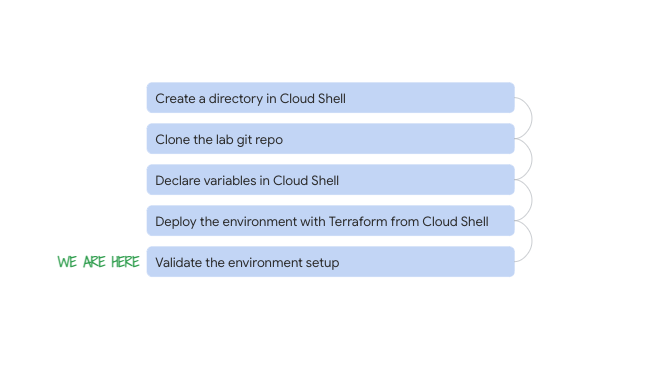 Create a directory in Cloud Shell
Clone the lab git repo
Declare variables in Cloud Shell
Deploy the environment with Terraform from Cloud Shell
WE ARE HERE Validate the environment setup